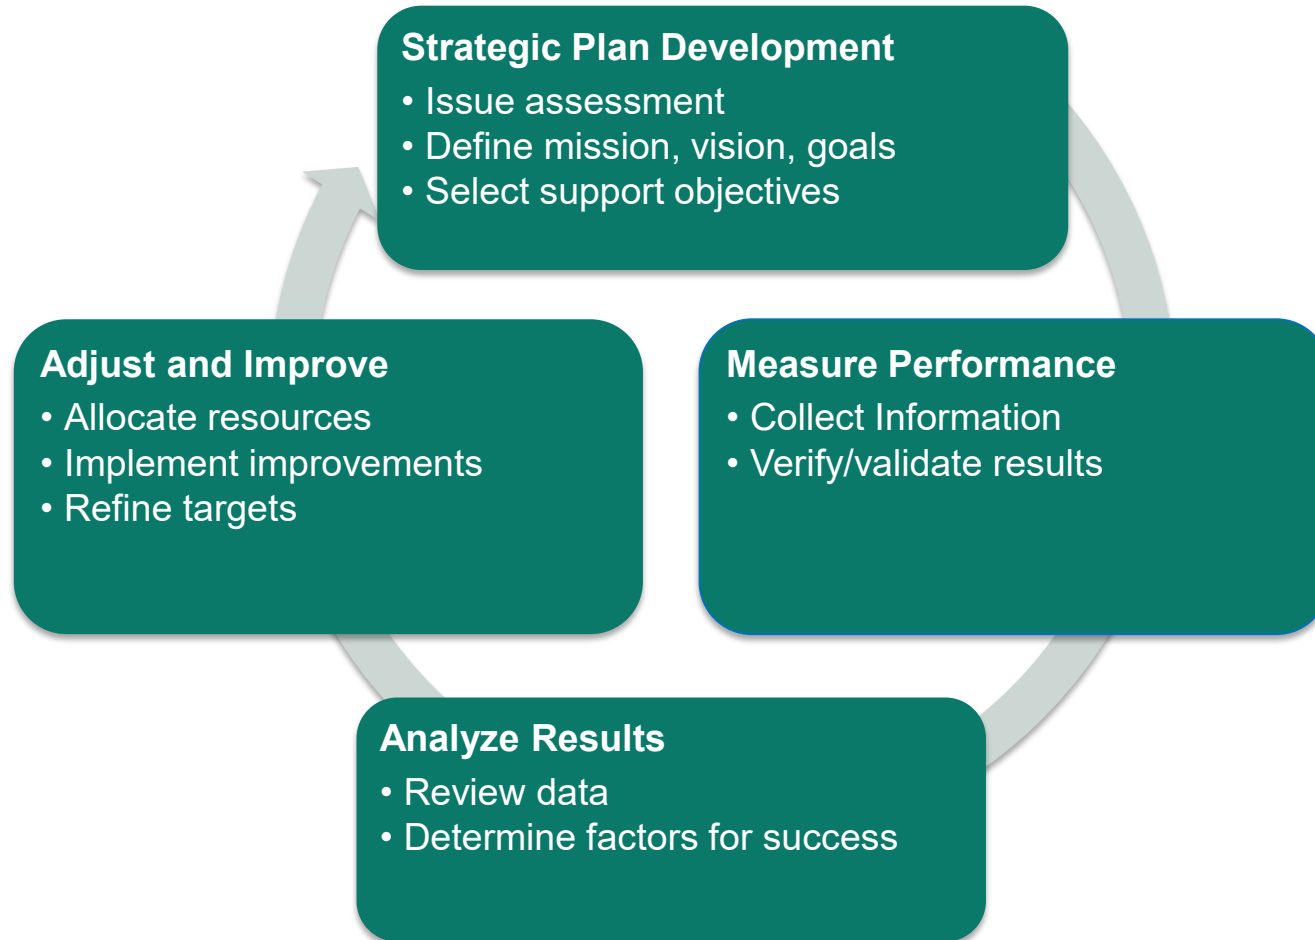 Strategic Plan Development
• Issue assessment
• Define mission, vision, goals
• Select support objectives
Measure Performance
• Collect Information
• Verify/validate results
Analyze Results
• Review data
• Determine factors for success
Adjust and Improve
• Allocate resources
• Implement improvements
• Refine targets